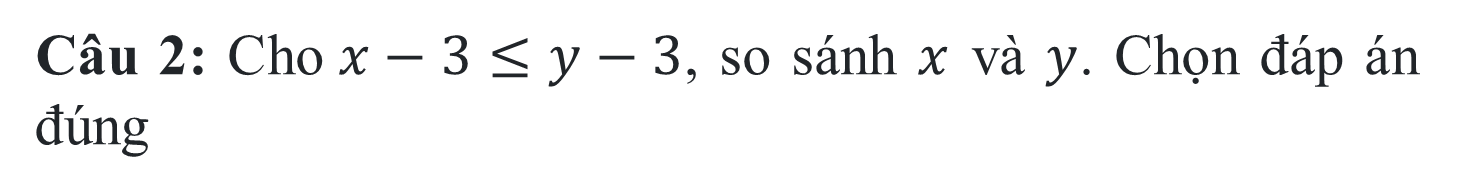 Câu 2: Cho x − 3 ≤ y − 3, so sánh x và y. Chọn đáp án
đúng